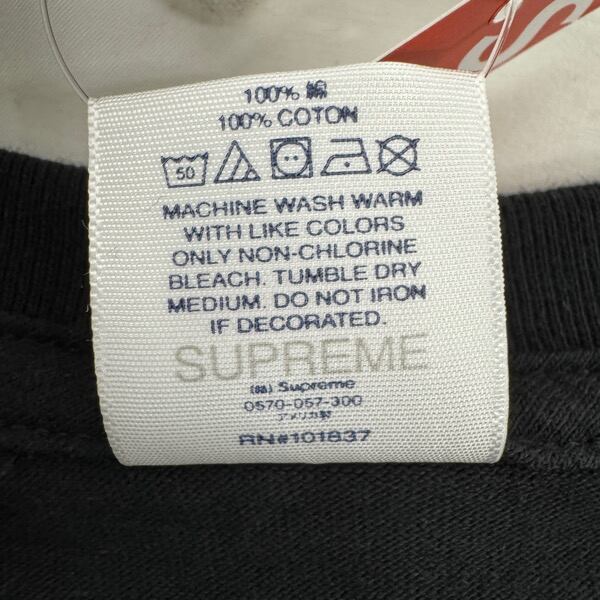 100% 綿
100% COTON
50
MACHINE WASH WARM
WITH LIKE COLORS
ONLY NON-CHLORINE
BLEACH. TUMBLE DRY
MEDIUM. DO NOT IRON
IF DECORATED.
SUPREME
(株) Supreme
0570-057-300
アメリカ製
RN#101837